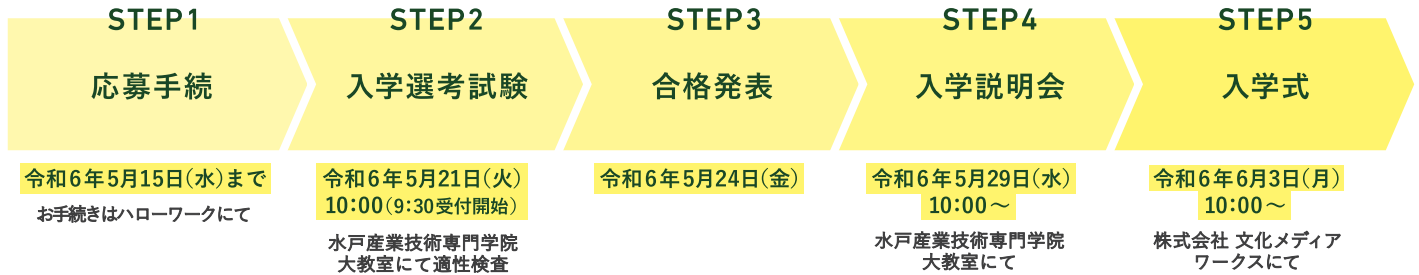 STEP1
応募手続
令和6年5月15日(水)まで
お手続きはハローワークにて
STEP2
入学選考試験
令和6年5月21日(火)
10:00(9:30受付開始)
水戸産業技術専門学院
大教室にて適性検査
STEP3
合格発表
令和6年5月24日(金)
STEP4
入学説明会
令和6年5月29日(水)
10:00〜
水戸産業技術専門学院
大教室にて
STEP5
入学式
令和6年6月3日(月)
10:00〜
株式会社 文化メディア
ワークスにて